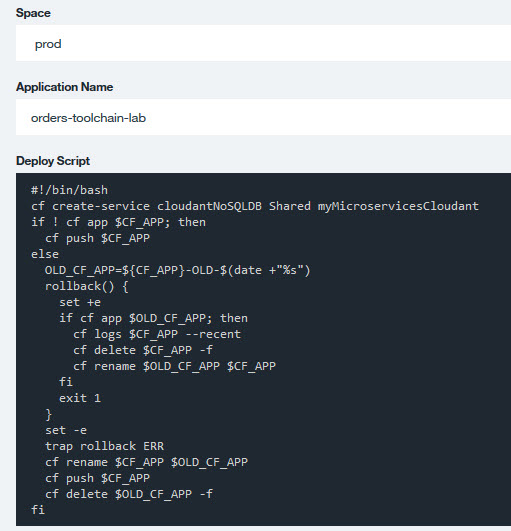 Space
prod
Application Name
orders-toolchain-lab
Deploy Script
#!/bin/bash
cf create-service cloudantNoSQLDB Shared myMicroservicesCloudant
if ! cf app $CF_APP; then
  cf push $CF_APP
else
  OLD_CF_APP=${CF_APP}-OLD-$(date +"%s")
  rollback() {
    set +e
    if cf app $OLD_CF_APP; then
      cf logs $CF_APP --recent
      cf delete $CF_APP -f
      cf rename $OLD_CF_APP $CF_APP
    fi
    exit 1
  }
  set -e
  trap rollback ERR
  cf rename $CF_APP $OLD_CF_APP
  cf push $CF_APP
  cf delete $OLD_CF_APP -f
fi